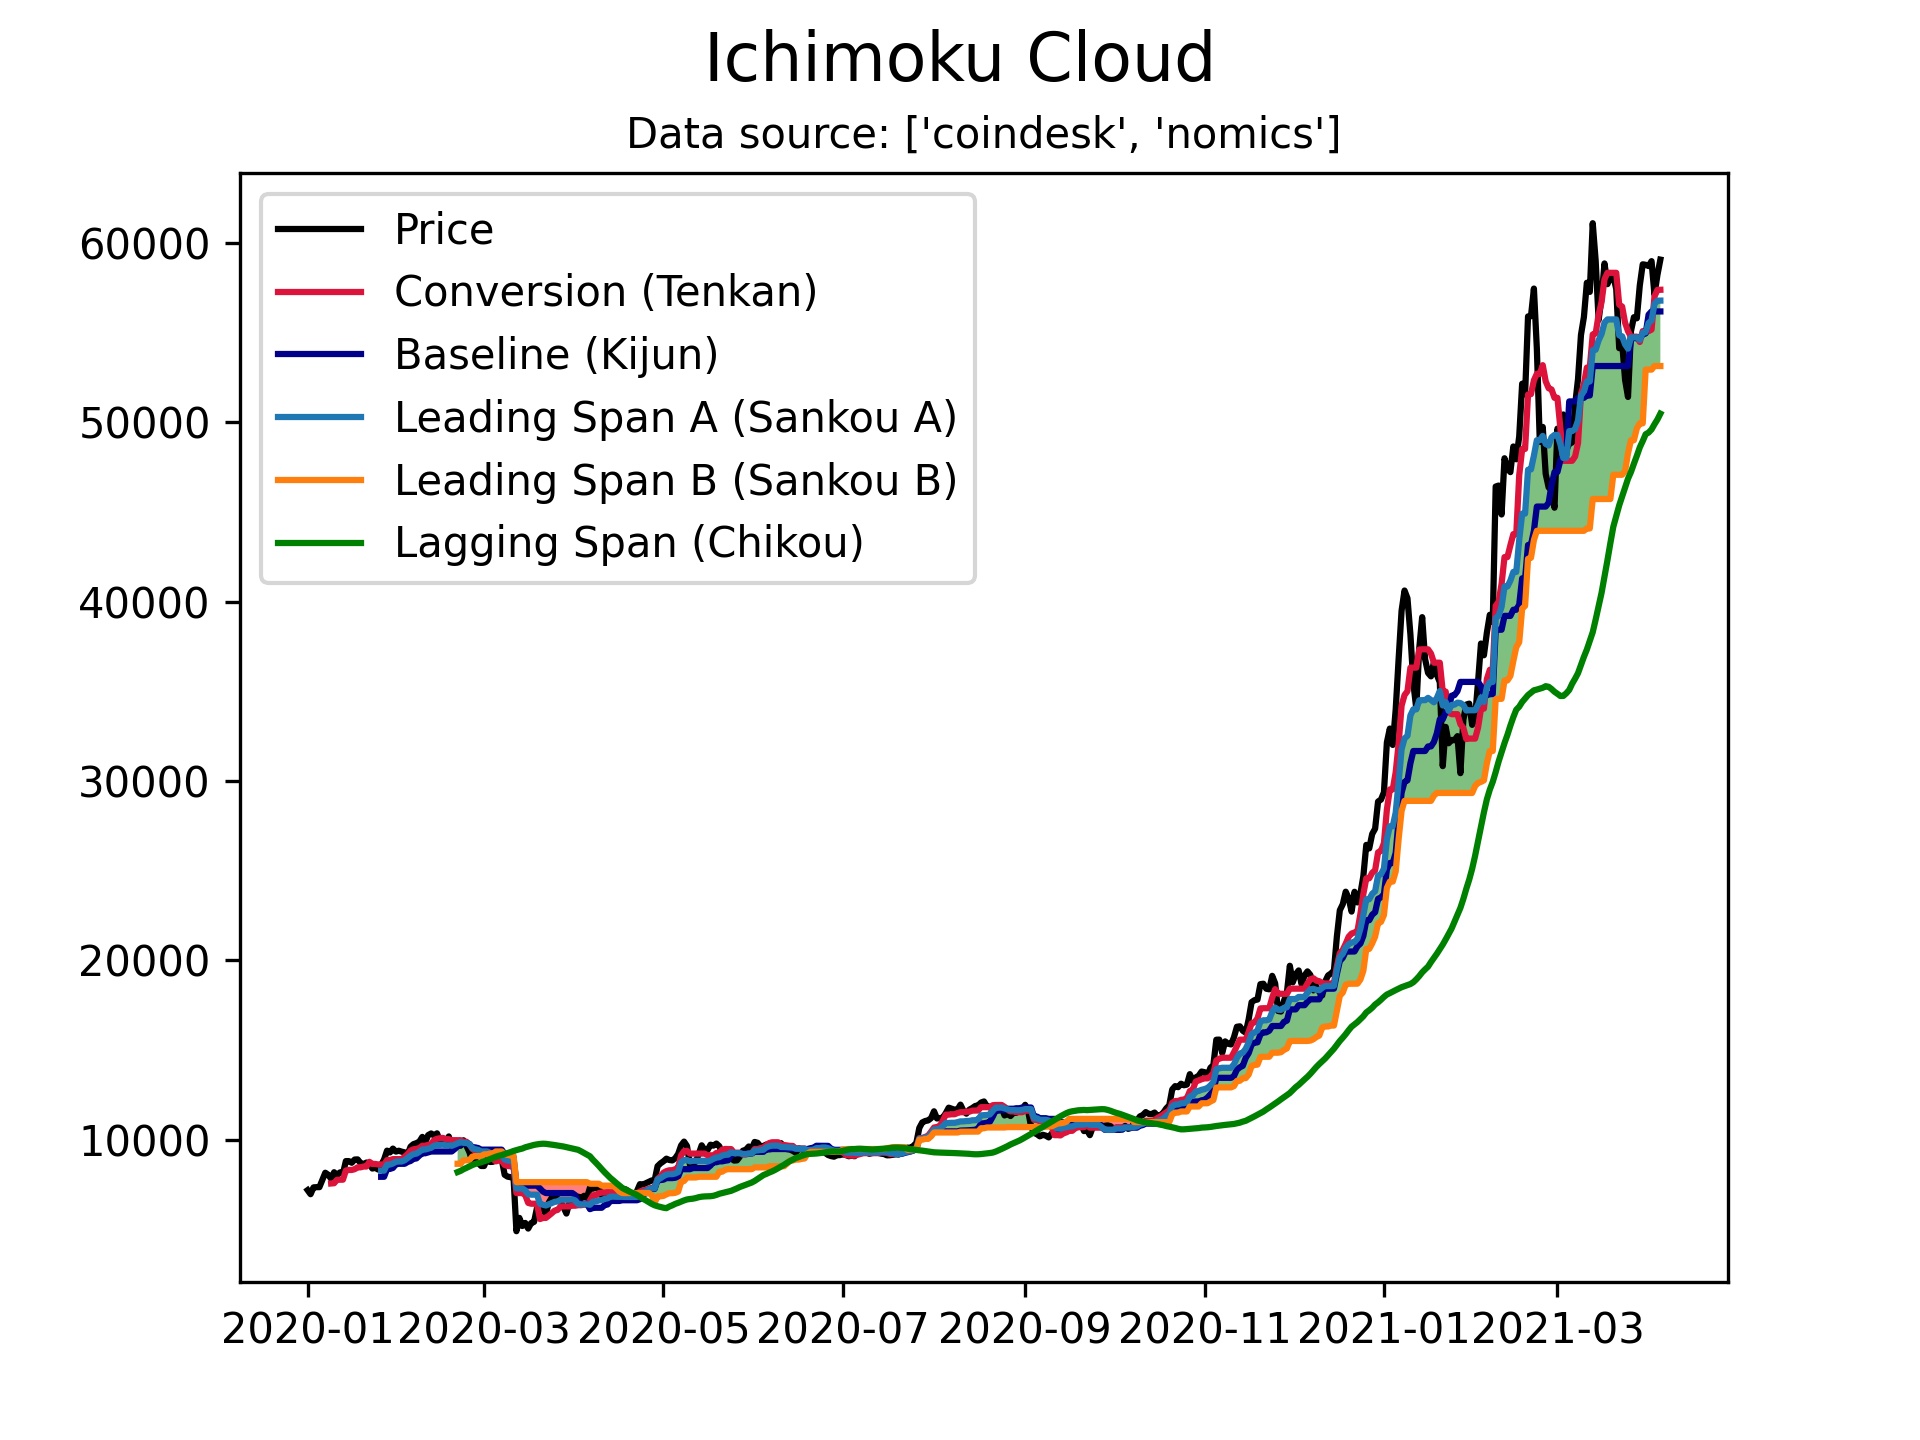 Ichimoku Cloud
Data source: ['coindesk', 'nomics']
Price
Conversion (Tenkan)
Baseline (Kijun)
Leading Span A (Sankou A)
Leading Span B (Sankou B)
Lagging Span (Chikou)
60000
50000
40000
30000
20000
10000
2020-01 2020-03 2020-05 2020-07 2020-09 2020-11 2021-01 2021-03